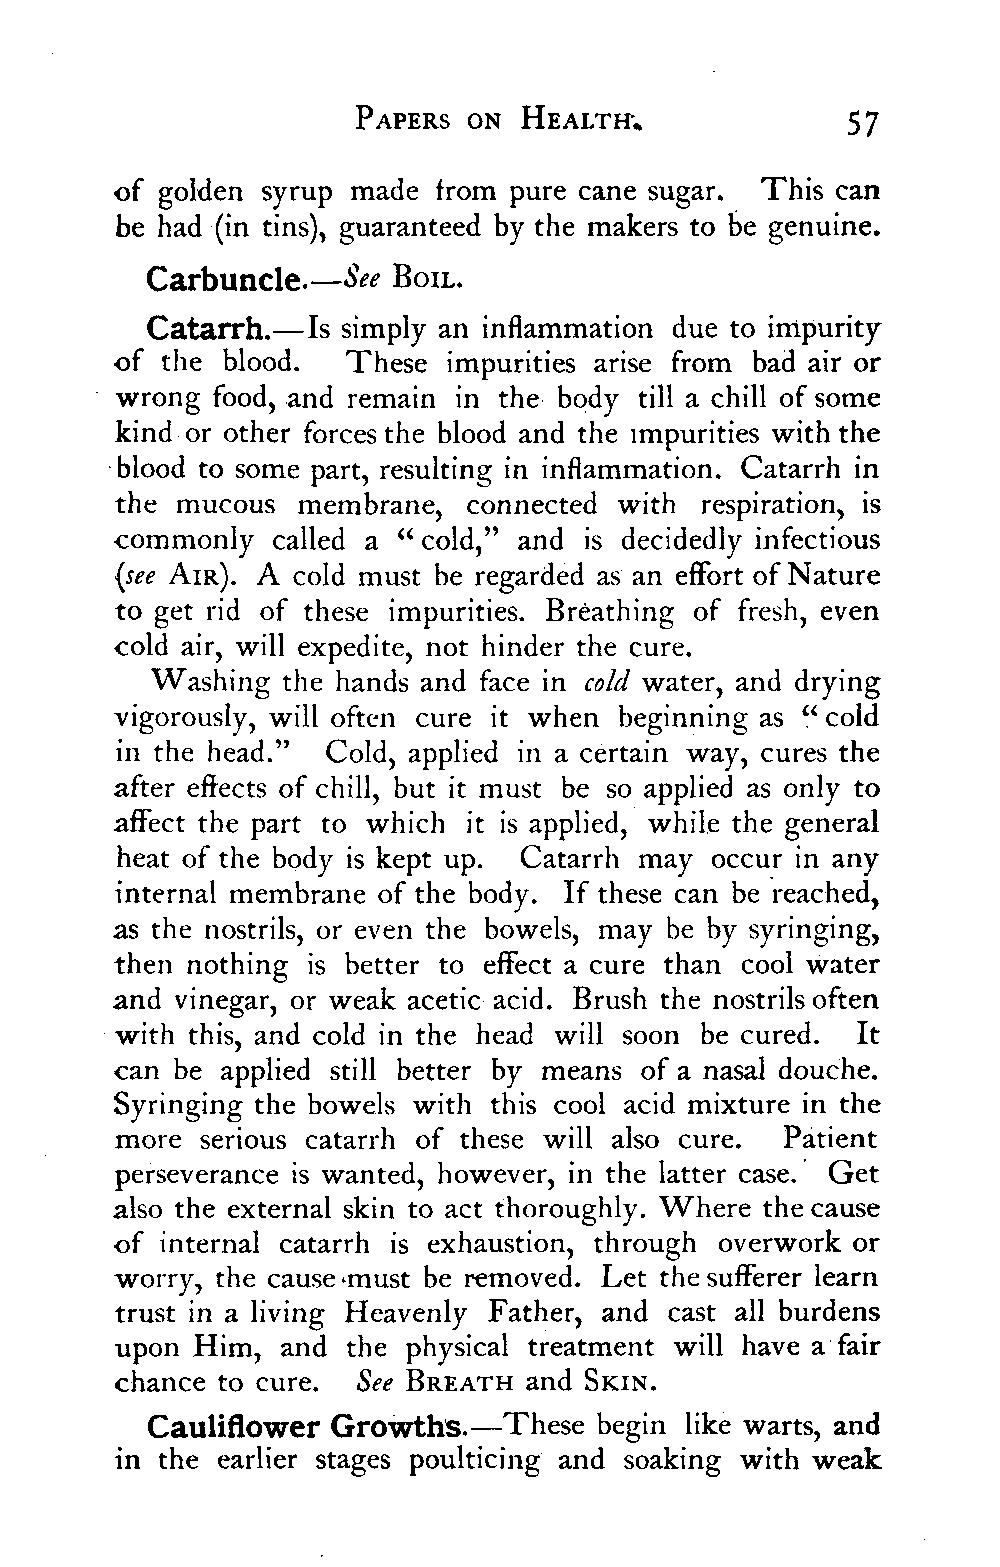 PAPERS ON HEALTH. 57
of golden syrup made from pure cane sugar. This can
be had (in tins), guaranteed by the makers to be genuine.
Carbuncle.—See BOIL.
Catarrh.—Is simply an inflammation due to impurity
of the blood. These impurities arise from bad air or
wrong food, and remain in the body till a chill of some
kind or other forces the blood and the impurities with the
blood to some part, resulting in inflammation. Catarrh in
the mucous membrane, connected with respiration, is
commonly called a "cold," and is decidedly infectious
(see AIR). A cold must be regarded as an effort of Nature
to get rid of these impurities. Breathing of fresh, even
cold air, will expedite, not hinder the cure.
Washing the hands and face in cold water, and drying
vigorously, will often cure it when beginning as "cold
in the head." Cold, applied in a certain way, cures the
after effects of chill, but it must be so applied as only to
affect the part to which it is applied, while the general
heat of the body is kept up. Catarrh may occur in any
internal membrane of the body. If these can be reached,
as the nostrils, or even the bowels, may be by syringing,
then nothing is better to effect a cure than cool water
and vinegar, or weak acetic acid. Brush the nostrils often
with this, and cold in the head will soon be cured. It
can be applied still better by means of a nasal douche.
Syringing the bowels with this cool acid mixture in the
more serious catarrh of these will also cure. Patient
perseverance is wanted, however, in the latter case. Get
also the external skin to act thoroughly. Where the cause
of internal catarrh is exhaustion, through overwork or
worry, the cause must be removed. Let the sufferer learn
trust in a living Heavenly Father, and cast all burdens
upon Him, and the physical treatment will have a fair
chance to cure. See BREATH and SKIN.
Cauliflower Growths.—These begin like warts, and
in the earlier stages poulticing and soaking with weak